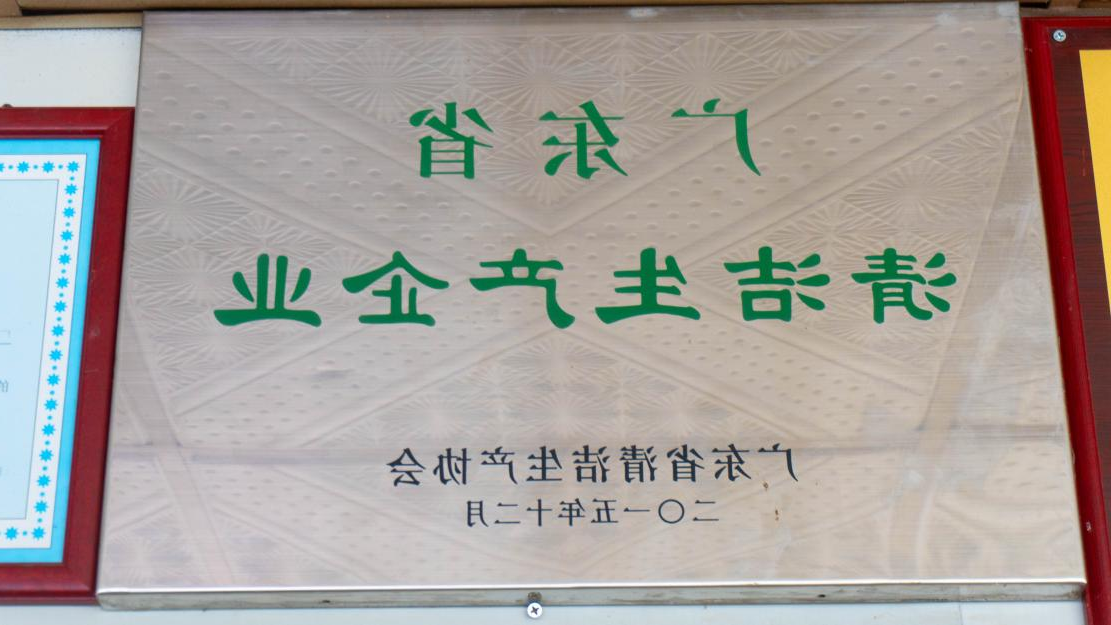 广东省
清洁生产企业
广东省清洁生产协会
二〇一五年十二月